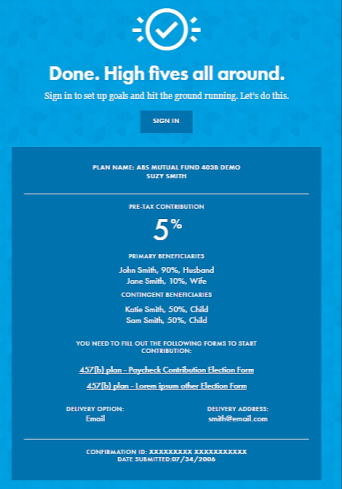 Done. High fives all around.
Sign in to set up goals and hit the ground running. Let's do this.
SIGN IN
PLAN NAME: ABS MUTUAL FUND 403B DEMO
SUZY SMITH
PRE-TAX CONTRIBUTION
5%
PRIMARY BENEFICIARIES
John Smith, 90%, Husband
Jane Smith, 10%, Wife
CONTINGENT BENEFICIARIES
Katie Smith, 50%, Child
Sam Smith, 50%, Child
YOU NEED TO FILL OUT THE FOLLOWING FORMS TO START
CONTRIBUTION:
457(b) plan - Paycheck Contribution Election Form
457(b) plan - Lorem ipsum other Election Form
DELIVERY OPTION:
Email
DELIVERY ADDRESS:
smith@email.com
CONFIRMATION ID: XXXXXXXXX XXXXXXXXXXX
DATE SUBMITTED:07/24/2006